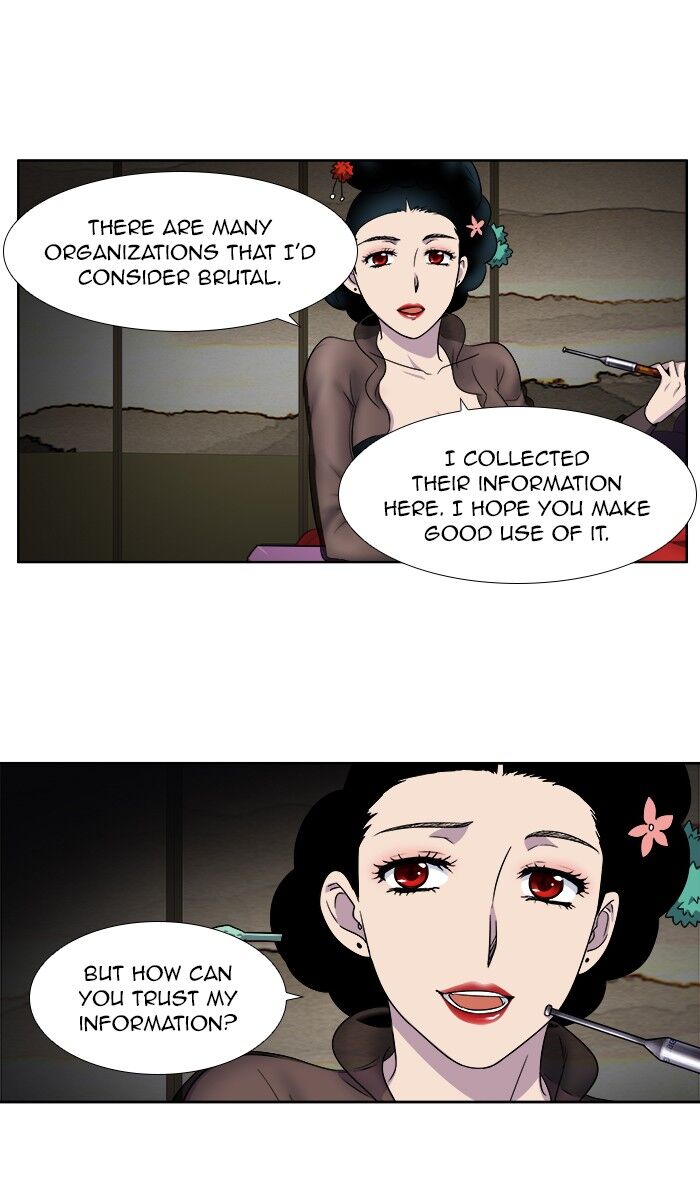 THERE ARE MANY
ORGANIZATIONS THAT I'D
CONSIDER BRUTAL.
I COLLECTED
THEIR INFORMATION
HERE. I HOPE YOU MAKE
GOOD USE OF IT.
BUT HOW CAN
YOU TRUST MY
INFORMATION?